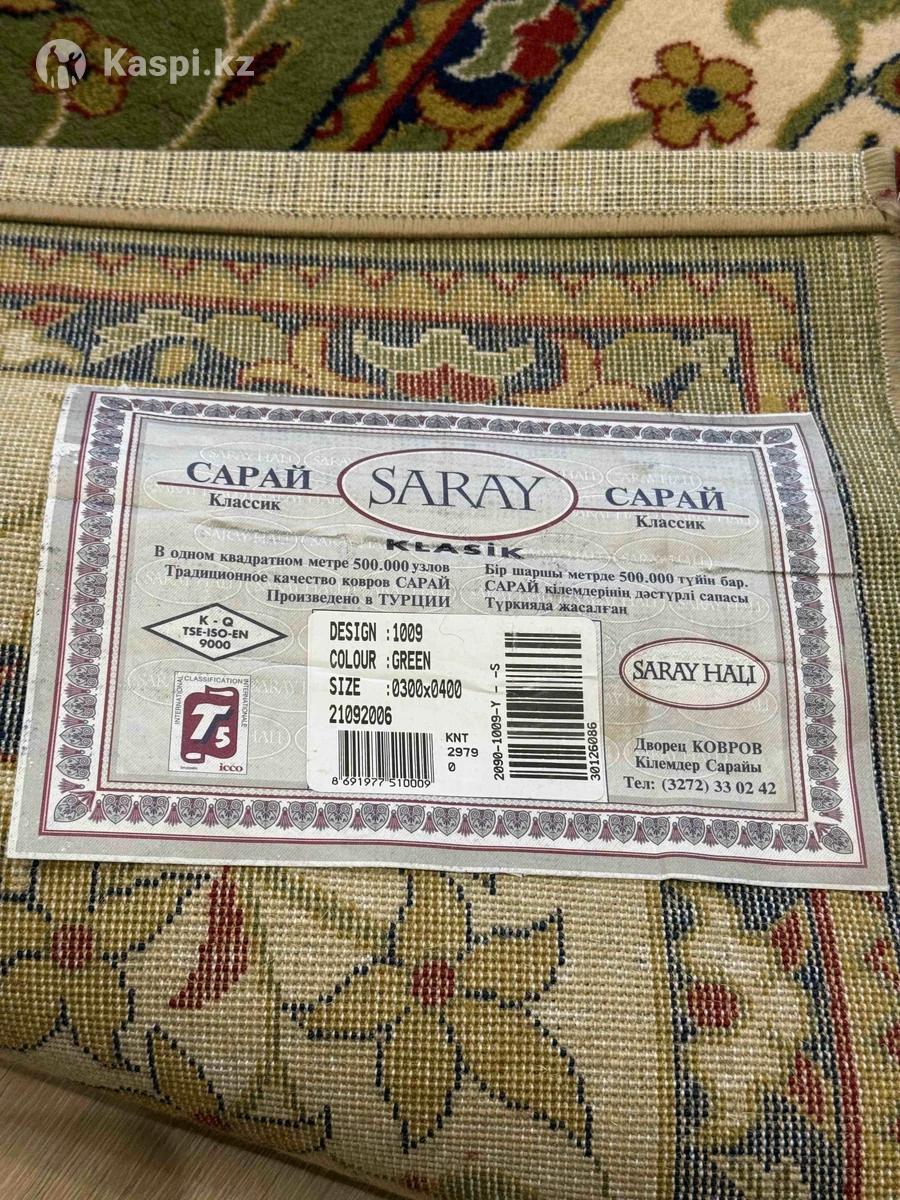 Kaspi.kz
САРАЙ
Классик
SARAY
KLASİK
САРАЙ
Классик
В одном квадратном метре 500.000 узлов
Традиционное качество ковров САРАЙ
Произведено в ТУРЦИИ
Бір шаршы метрде 500.000 түйін бар.
САРАЙ кілемдерінің дәстүрлі сапасы
Түркияда жасалған
K - Q
TSE-ISO-EN
9000
DESIGN :1009
COLOUR :GREEN
SIZE :0300x0400
21092006
KNT
2979
0
8 691977 510009
2090-1009-Y - -S
30126086
INTERNATIONAL
CLASSIFICATION
INTERNATIONALE
T5
icco
SARAY HALI
Дворец КОВРОВ
Кілемдер Сарайы
Тел: (3272) 33 02 42